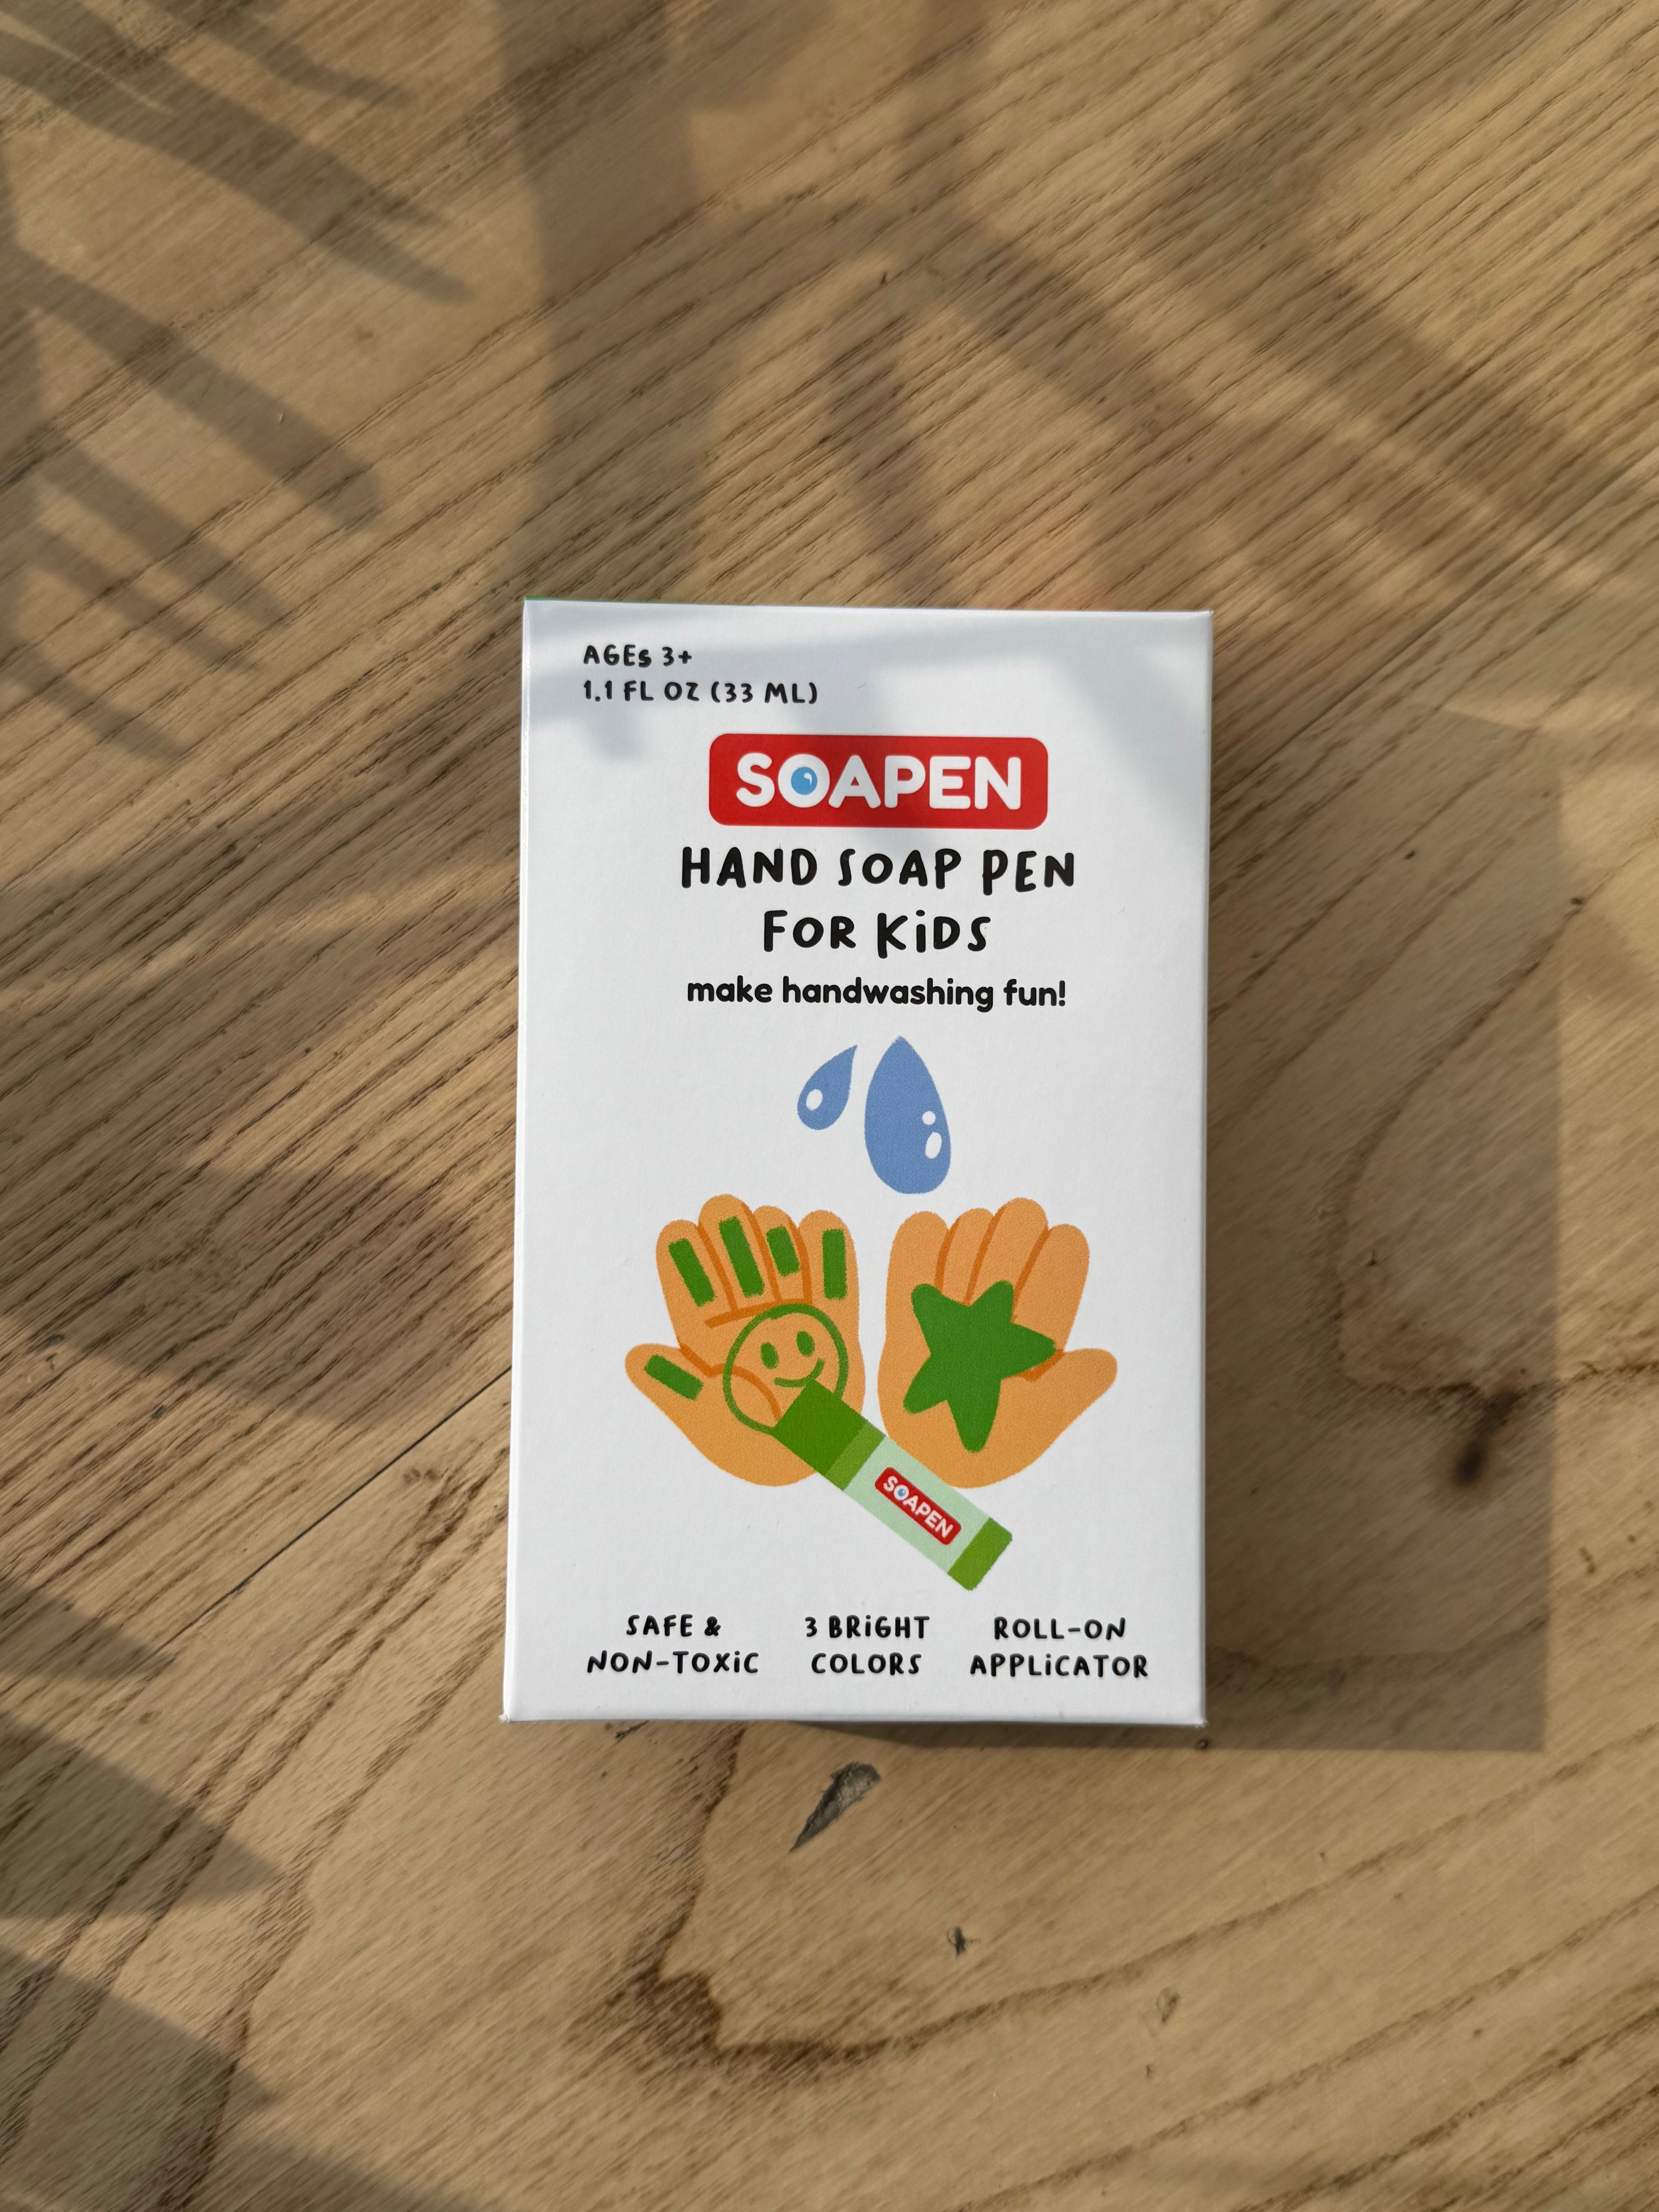 AGES 3+
1.1 FL OZ (33 ML)
SOAPEN
HAND SOAP PEN
FOR KiDS
make handwashing fun!
SOAPEN
SAFE &
NON-TOXiC
3 BRiGHT
COLORS
ROLL-ON
APPLiCATOR